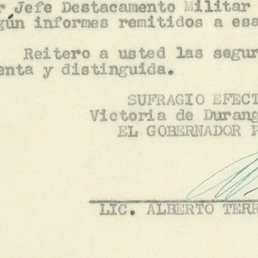 r Jefe Destacamento Militar
gún informes remitidos a esa
Reitero a usted las segur
enta y distinguida.
SUFRAGIO EFECT
Victoria de Durang
EL GOBERNADOR P
LIC. ALBERTO TERR